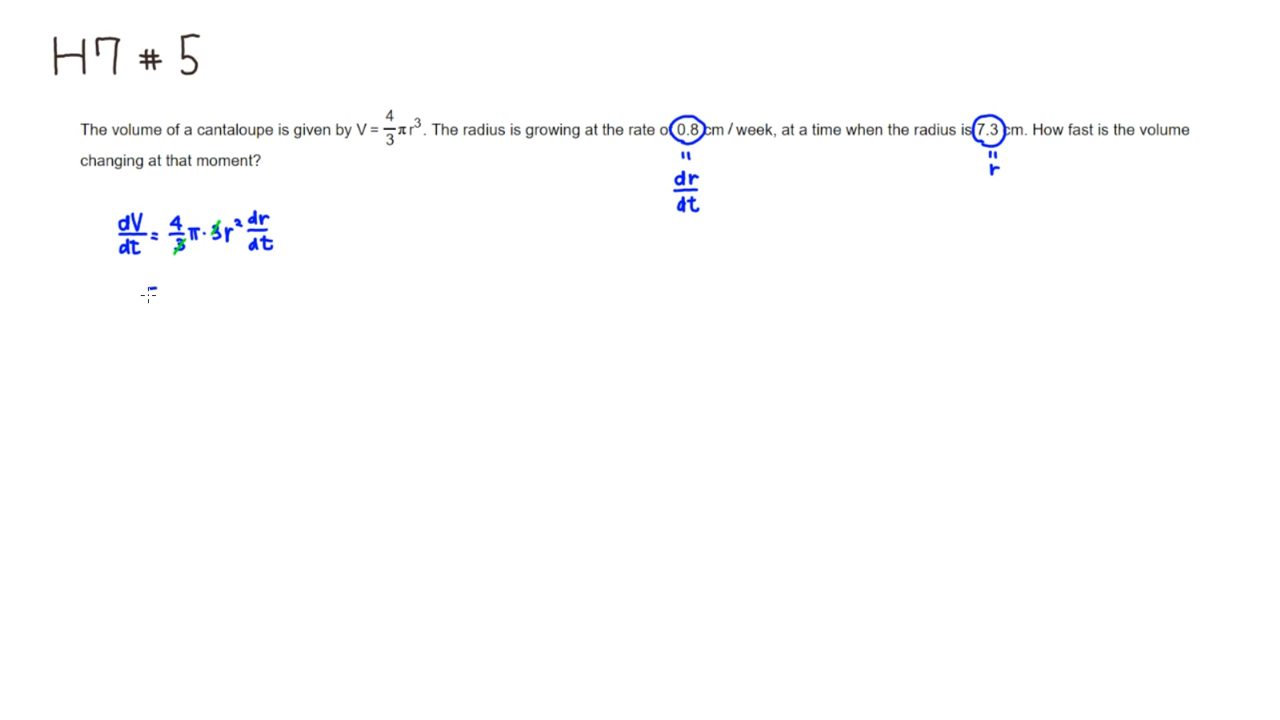 H7 # 5
The volume of a cantaloupe is given by V = 4/3 πr³. The radius is growing at the rate o 0.8 cm / week, at a time when the radius is 7.3 cm. How fast is the volume
changing at that moment?
" "
dr/dt r
dV/dt = 4/3 π · 3r² dr/dt